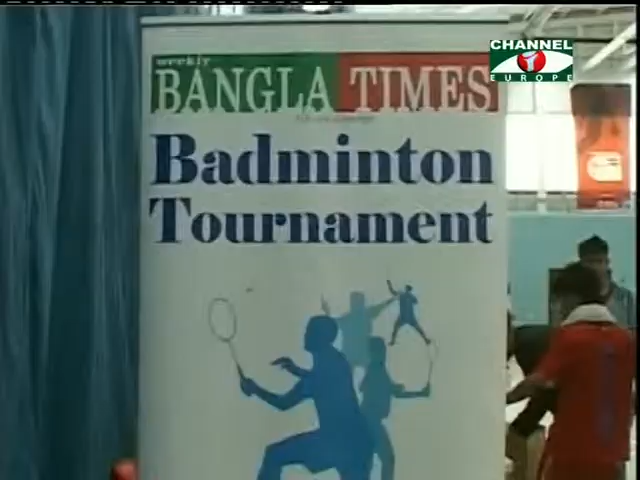 weekly
BANGLA TIMES
Badminton
Tournament
CHANNEL
i
EUROPE